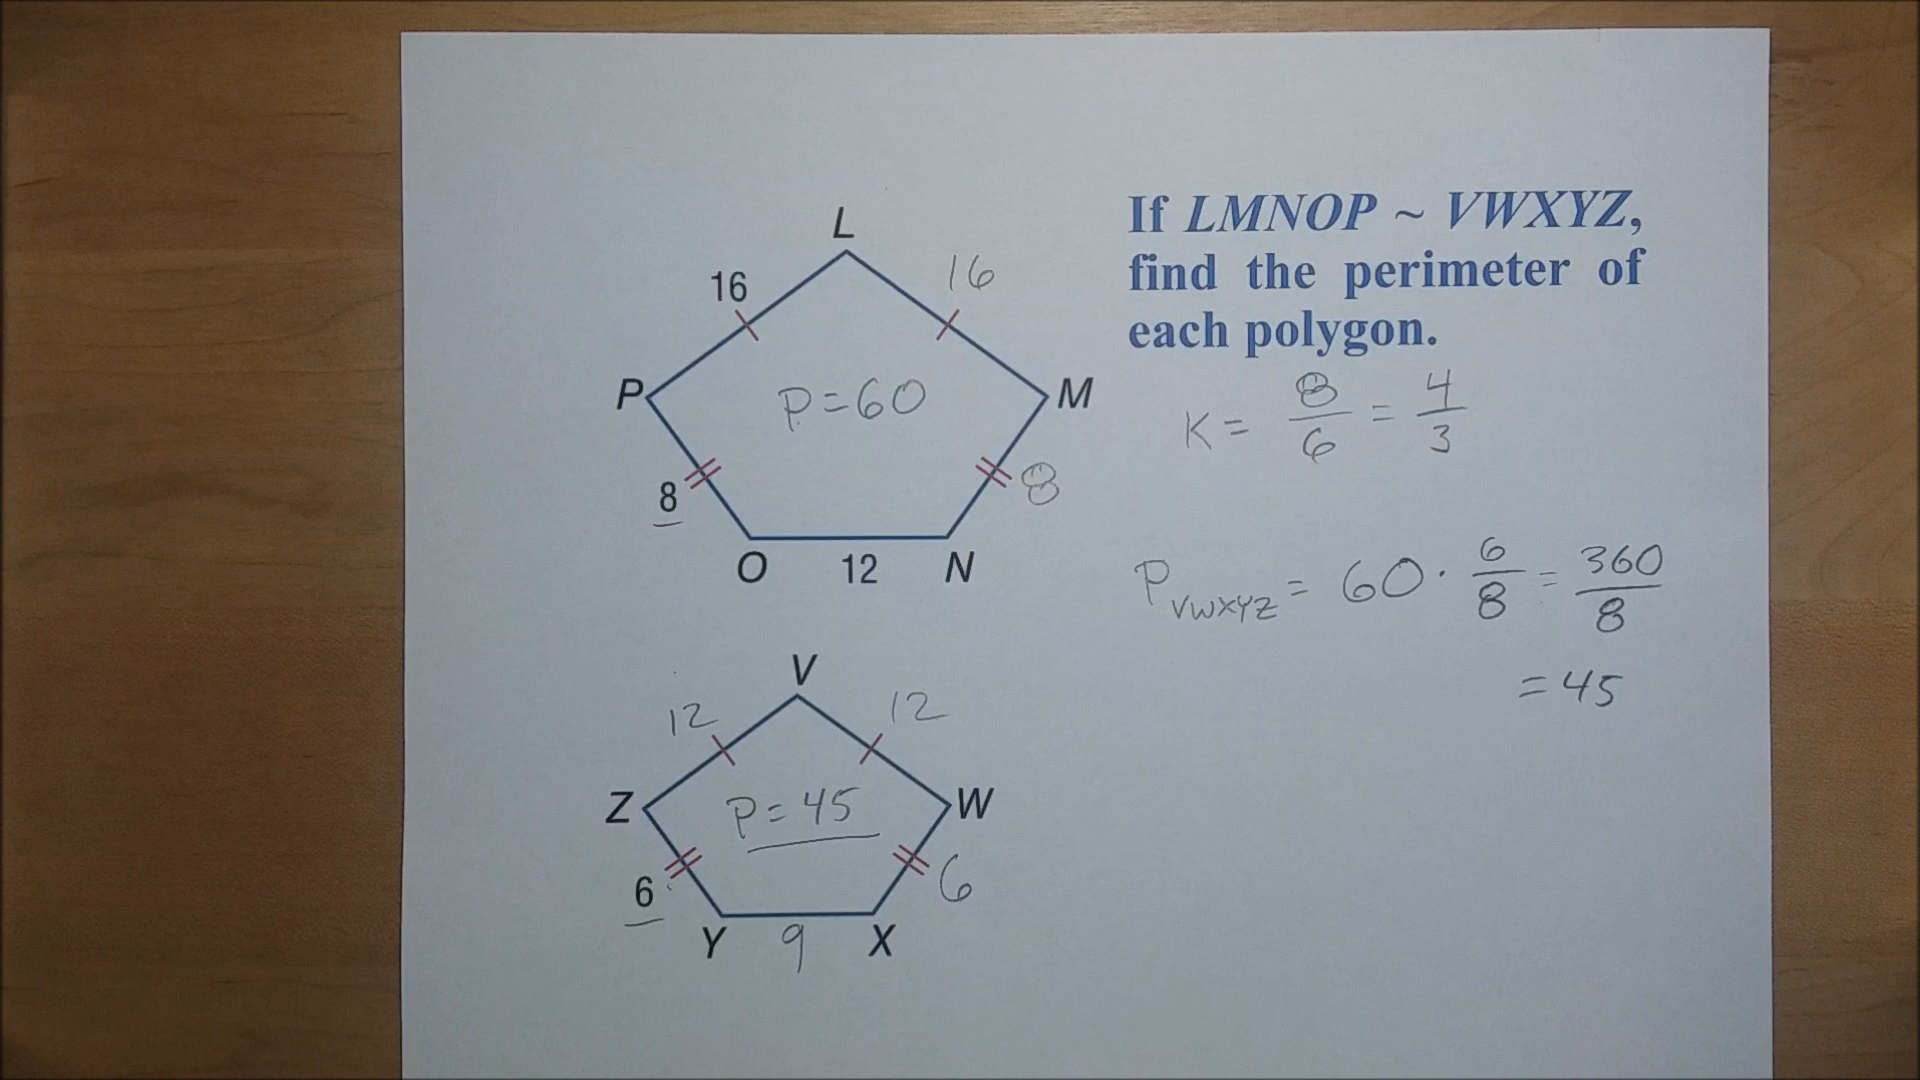 If LMNOP ~ VWXYZ,
find the perimeter of
each polygon.
L
16
16
P
P=60
M
8
8
O
12
N
K = 8/6 = 4/3
P VWXYZ = 60 · 6/8 = 360/8
= 45
V
12
12
Z
P=45
W
6
6
Y
9
X